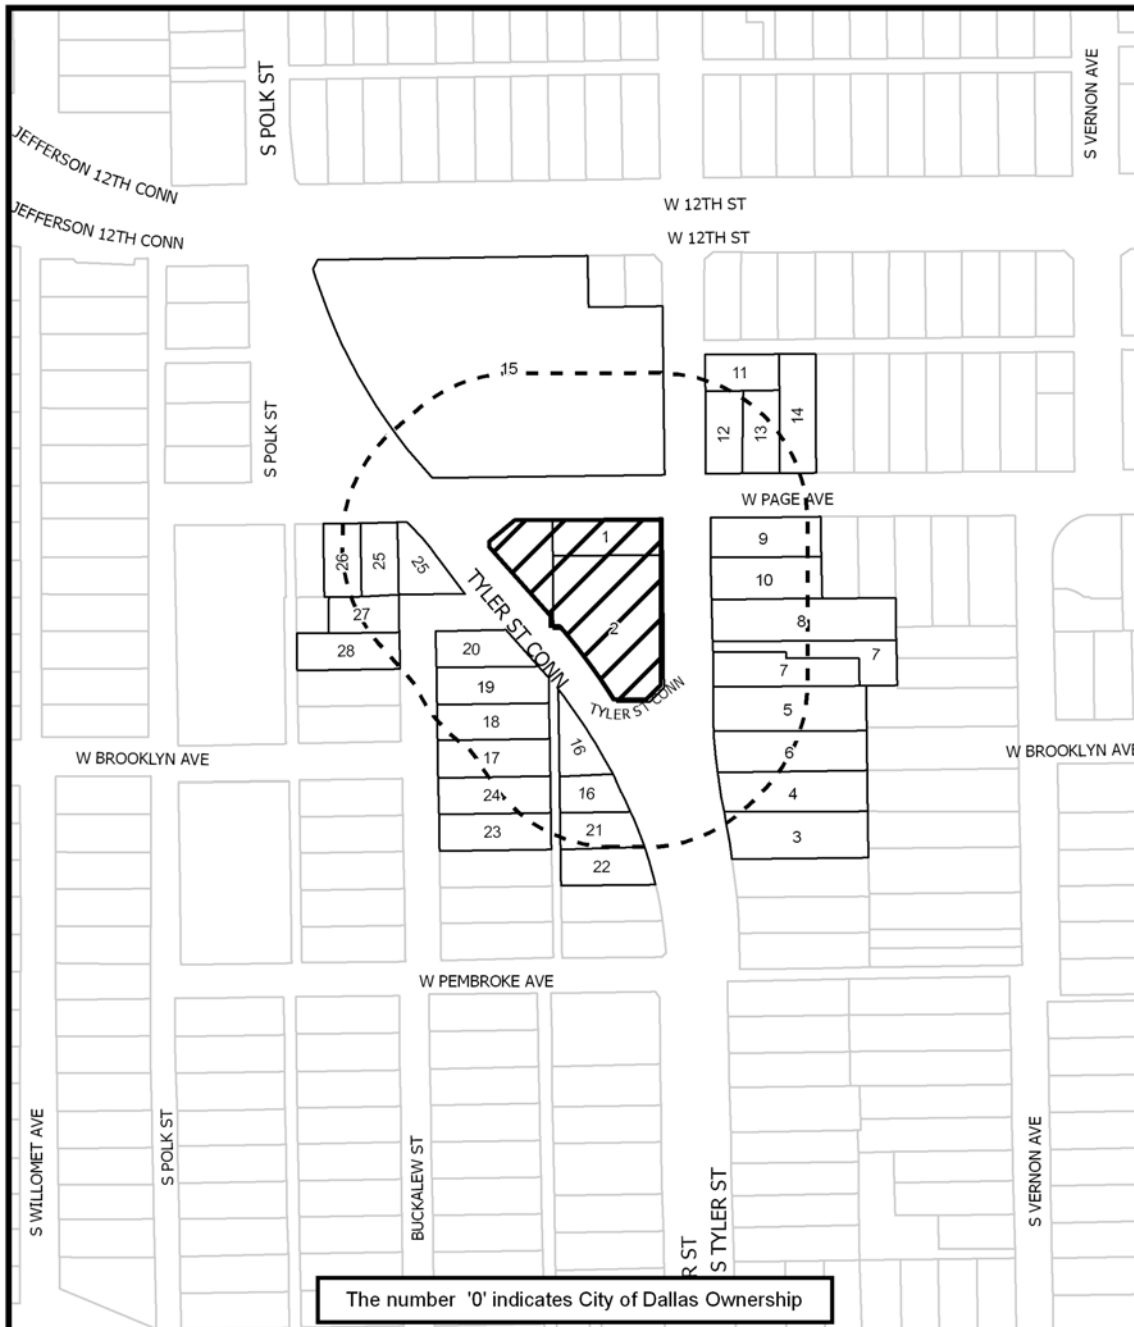 S POLK ST
S VERNON AVE
JEFFERSON 12TH CONN
JEFFERSON 12TH CONN
W 12TH ST
W 12TH ST
15
11
12
13
14
S POLK ST
W PAGE AVE
1
9
26
25
25
10
TYLER ST CONN
27
2
8
28
20
7
7
19
TYLER ST CONN
5
18
16
W BROOKLYN AVE
17
6
W BROOKLYN AVE
24
16
4
23
21
3
22
W PEMBROKE AVE
S WILLOMET AVE
S POLK ST
BUCKALEW ST
S TYLER ST
R ST
S VERNON AVE
The number '0' indicates City of Dallas Ownership